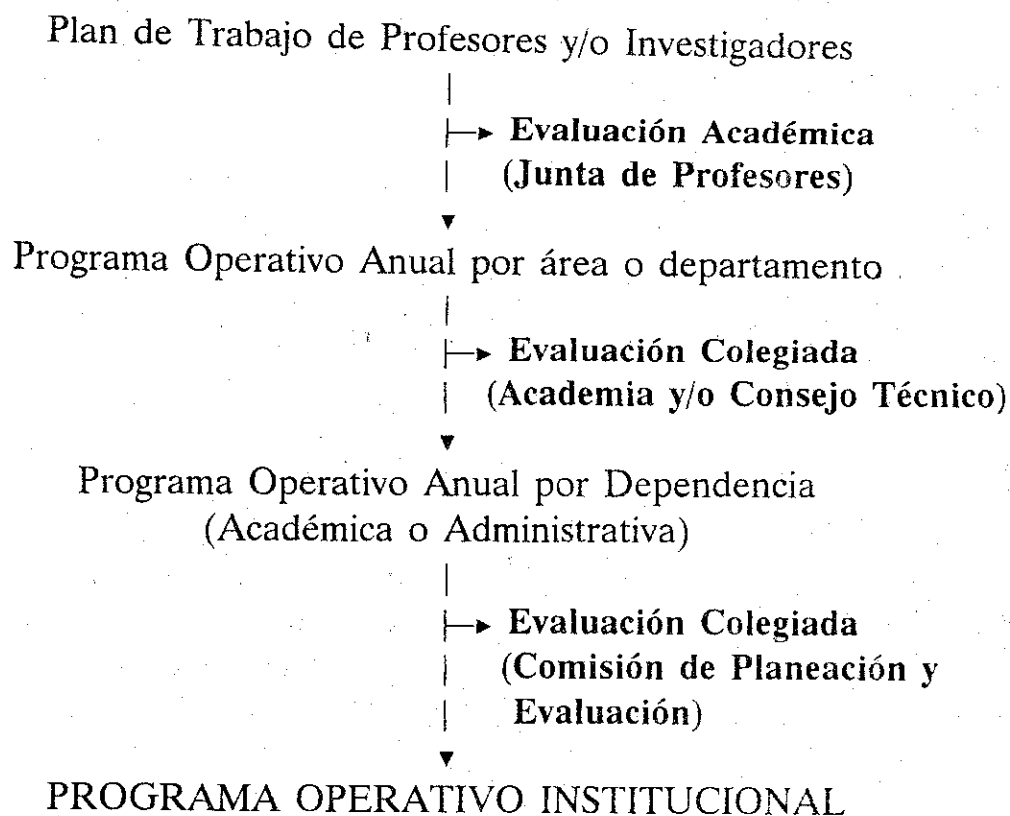 Plan de Trabajo de Profesores y/o Investigadores
Evaluación Académica
(Junta de Profesores)
Programa Operativo Anual por área o departamento
Evaluación Colegiada
(Academia y/o Consejo Técnico)
Programa Operativo Anual por Dependencia
(Académica o Administrativa)
Evaluación Colegiada
(Comisión de Planeación y
Evaluación)
PROGRAMA OPERATIVO INSTITUCIONAL